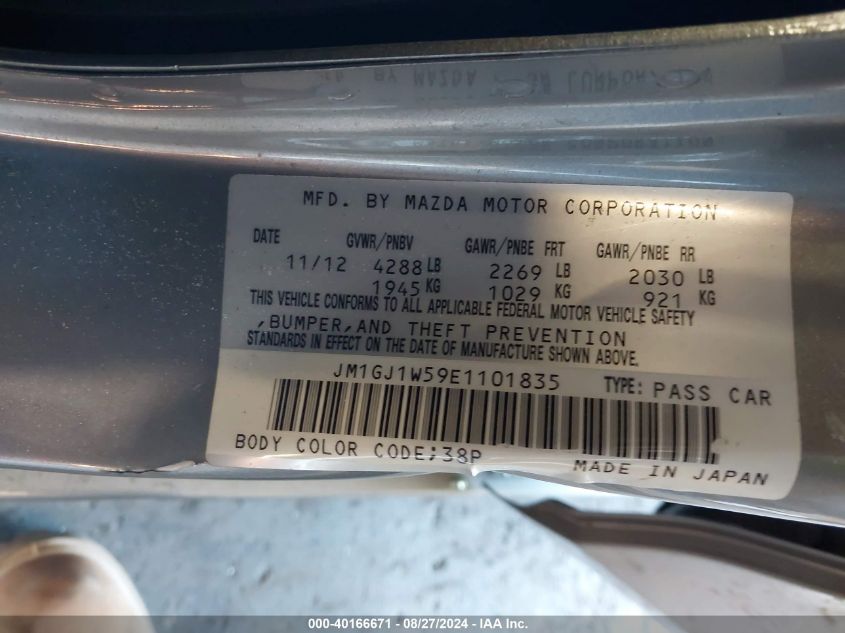 MFD. BY MAZDA MOTOR CORPORATION
DATE GVWR/PNBV GAWR/PNBE FRT GAWR/PNBE RR
11/12 4288 LB 2269 LB 2030 LB
1945 KG 1029 KG 921 KG
THIS VEHICLE CONFORMS TO ALL APPLICABLE FEDERAL MOTOR VEHICLE SAFETY
,BUMPER,AND THEFT PREVENTION
STANDARDS IN EFFECT ON THE DATE OF MANUFACTURE SHOWN ABOVE.
JM1GJ1W59E1101835 TYPE: PASS CAR
BODY COLOR CODE;38P
MADE IN JAPAN
000-40166671 - 08/27/2024 - IAA Inc.